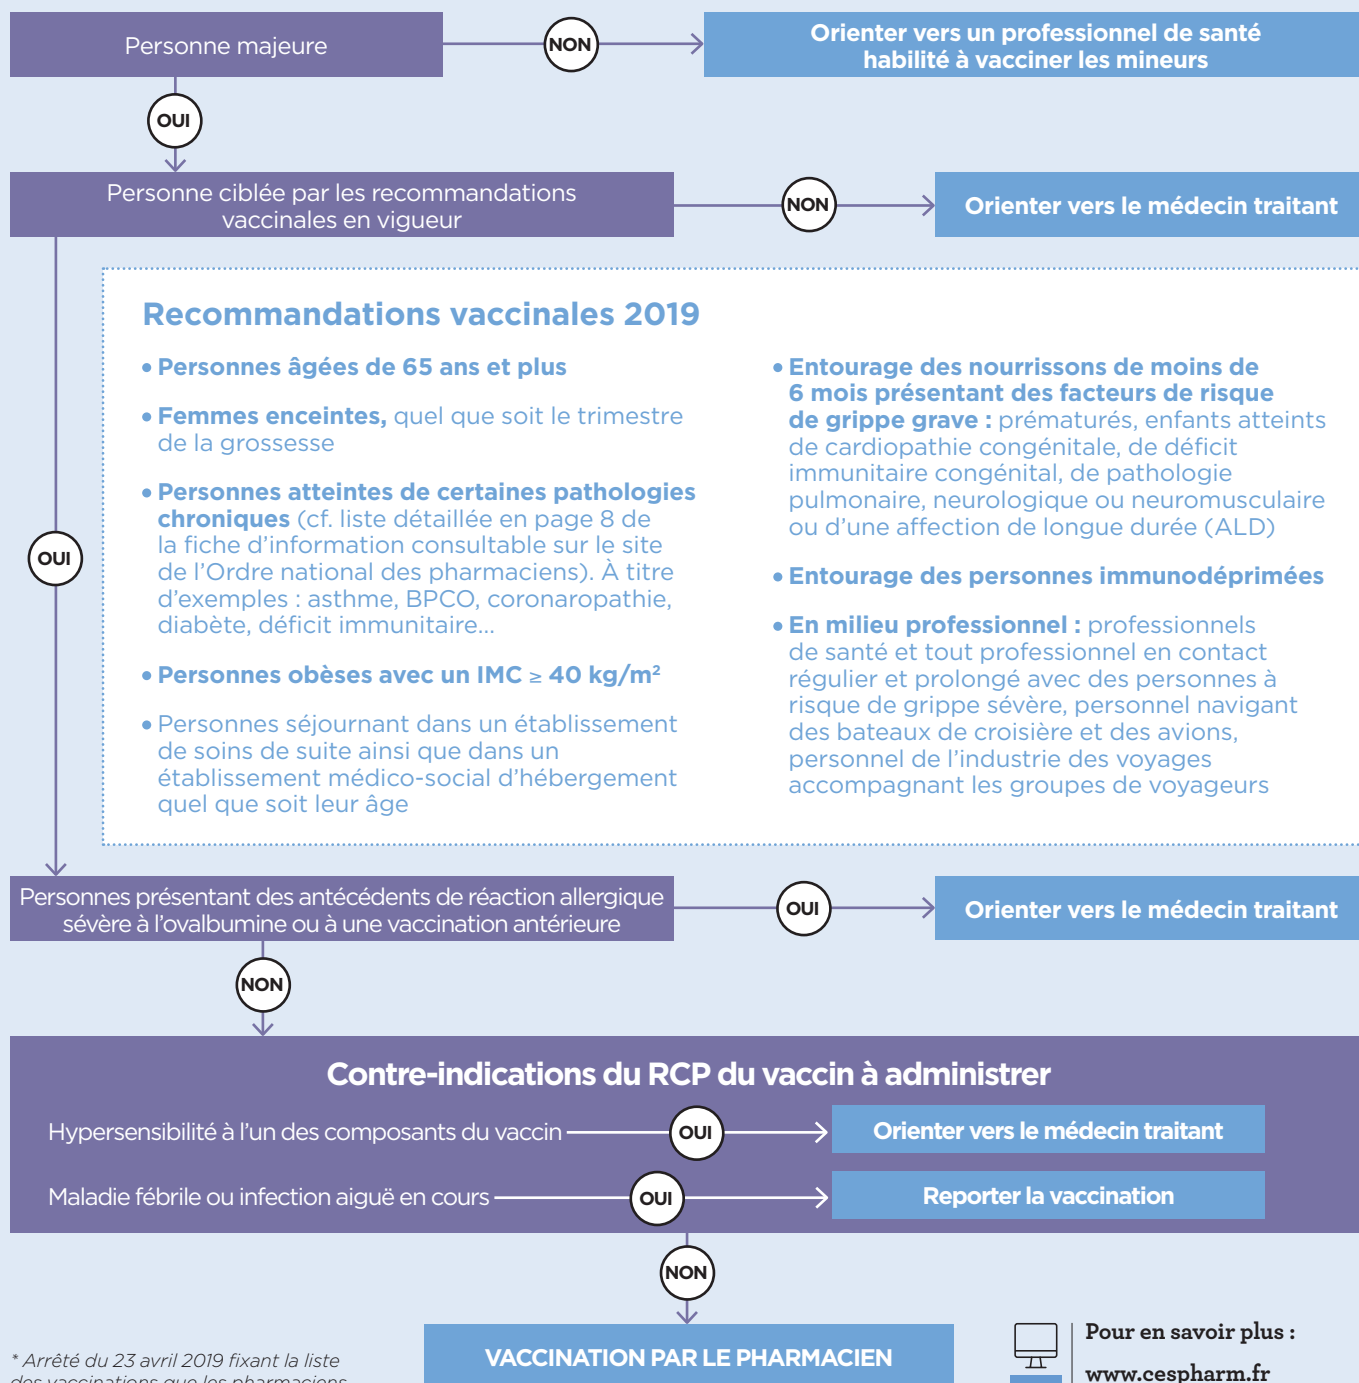 Personne majeure
NON
Orienter vers un professionnel de santé
habilité à vacciner les mineurs
OUI
Personne ciblée par les recommandations
vaccinales en vigueur
NON
Orienter vers le médecin traitant
Recommandations vaccinales 2019
• Personnes âgées de 65 ans et plus
• Femmes enceintes, quel que soit le trimestre
de la grossesse
• Personnes atteintes de certaines pathologies
chroniques (cf. liste détaillée en page 8 de
la fiche d'information consultable sur le site
de l'Ordre national des pharmaciens). À titre
d'exemples : asthme, BPCO, coronaropathie,
diabète, déficit immunitaire...
• Personnes obèses avec un IMC ≥ 40 kg/m²
• Personnes séjournant dans un établissement
de soins de suite ainsi que dans un
établissement médico-social d'hébergement
quel que soit leur âge
• Entourage des nourrissons de moins de
6 mois présentant des facteurs de risque
de grippe grave : prématurés, enfants atteints
de cardiopathie congénitale, de déficit
immunitaire congénital, de pathologie
pulmonaire, neurologique ou neuromusculaire
ou d'une affection de longue durée (ALD)
• Entourage des personnes immunodéprimées
• En milieu professionnel : professionnels
de santé et tout professionnel en contact
régulier et prolongé avec des personnes à
risque de grippe sévère, personnel navigant
des bateaux de croisière et des avions,
personnel de l'industrie des voyages
accompagnant les groupes de voyageurs
OUI
Personnes présentant des antécédents de réaction allergique
sévère à l'ovalbumine ou à une vaccination antérieure
OUI
Orienter vers le médecin traitant
NON
Contre-indications du RCP du vaccin à administrer
Hypersensibilité à l'un des composants du vaccin
OUI
Orienter vers le médecin traitant
Maladie fébrile ou infection aiguë en cours
OUI
Reporter la vaccination
NON
VACCINATION PAR LE PHARMACIEN
* Arrêté du 23 avril 2019 fixant la liste
des vaccinations que les pharmaciens
Pour en savoir plus :
www.cespharm.fr